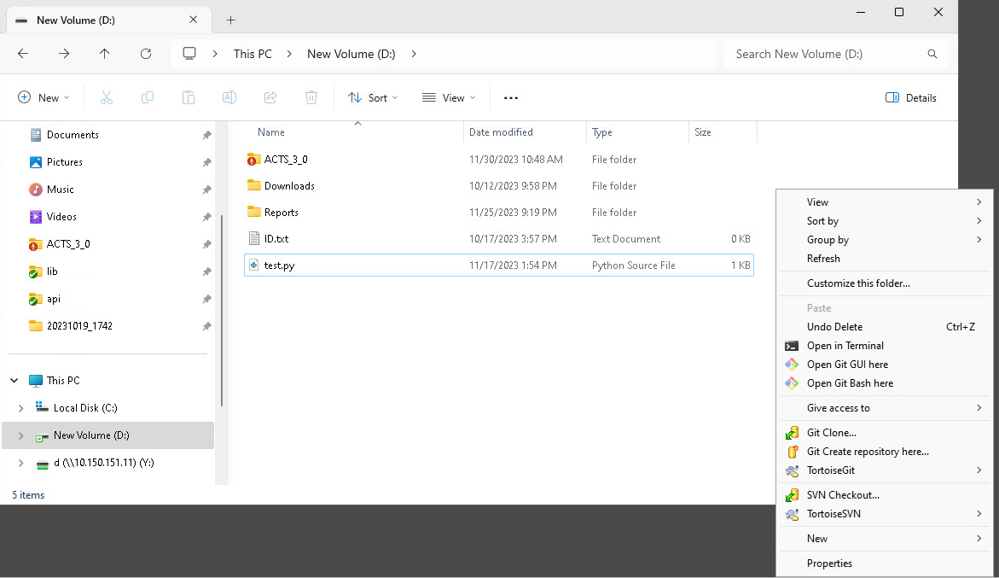 New Volume (D:)
This PC
New Volume (D:)
Search New Volume (D:)
New
Sort
View
Details
Documents
Pictures
Music
Videos
ACTS_3_0
lib
api
20231019_1742
This PC
Local Disk (C:)
New Volume (D:)
d (\\10.150.151.11) (Y:)
5 items
Name Date modified Type Size
ACTS_3_0 11/30/2023 10:48 AM File folder
Downloads 10/12/2023 9:58 PM File folder
Reports 11/25/2023 9:19 PM File folder
ID.txt 10/17/2023 3:57 PM Text Document 0 KB
test.py 11/17/2023 1:54 PM Python Source File 1 KB
View
Sort by
Group by
Refresh
Customize this folder...
Paste
Undo Delete Ctrl+Z
Open in Terminal
Open Git GUI here
Open Git Bash here
Give access to
Git Clone...
Git Create repository here...
TortoiseGit
SVN Checkout...
TortoiseSVN
New
Properties